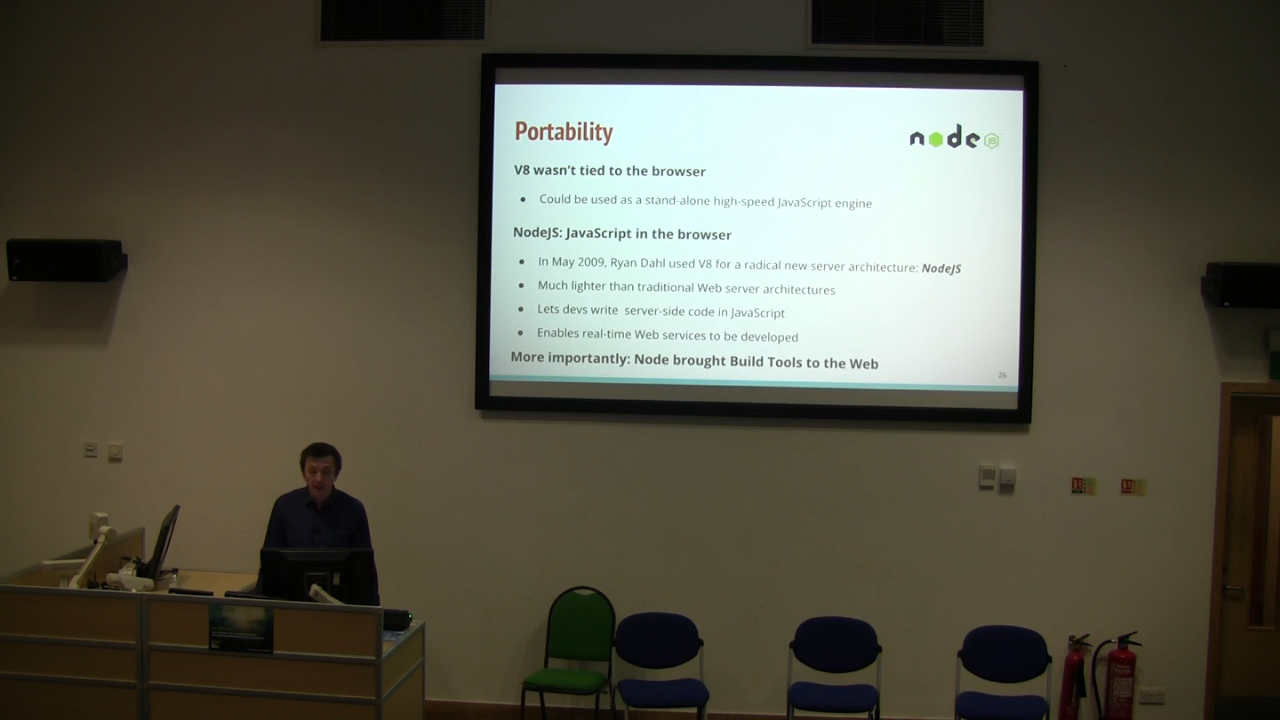 Portability
node JS
V8 wasn't tied to the browser
• Could be used as a stand-alone high-speed JavaScript engine
NodeJS: JavaScript in the browser
• In May 2009, Ryan Dahl used V8 for a radical new server architecture: NodeJS
• Much lighter than traditional Web server architectures
• Lets devs write server-side code in JavaScript
• Enables real-time Web services to be developed
More importantly: Node brought Build Tools to the Web
26